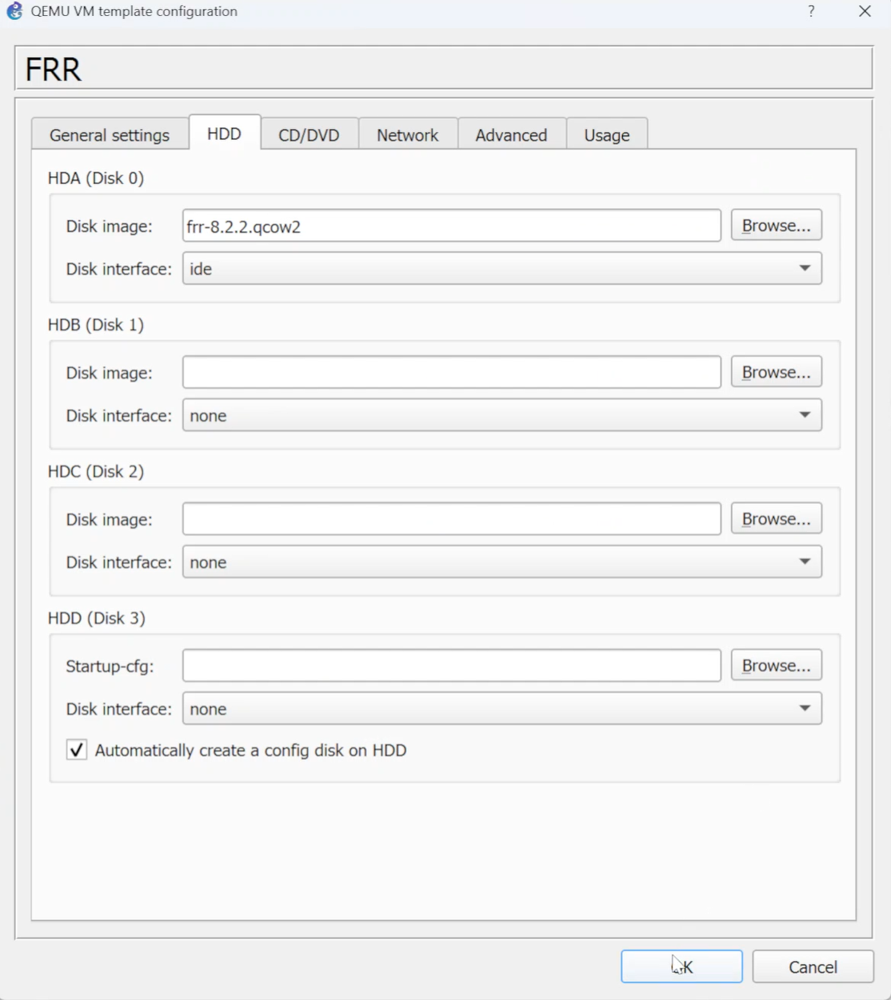 QEMU VM template configuration ?
FRR
General settings HDD CD/DVD Network Advanced Usage
HDA (Disk 0)
Disk image: frr-8.2.2.qcow2 Browse...
Disk interface: ide
HDB (Disk 1)
Disk image: Browse...
Disk interface: none
HDC (Disk 2)
Disk image: Browse...
Disk interface: none
HDD (Disk 3)
Startup-cfg: Browse...
Disk interface: none
Automatically create a config disk on HDD
OK Cancel